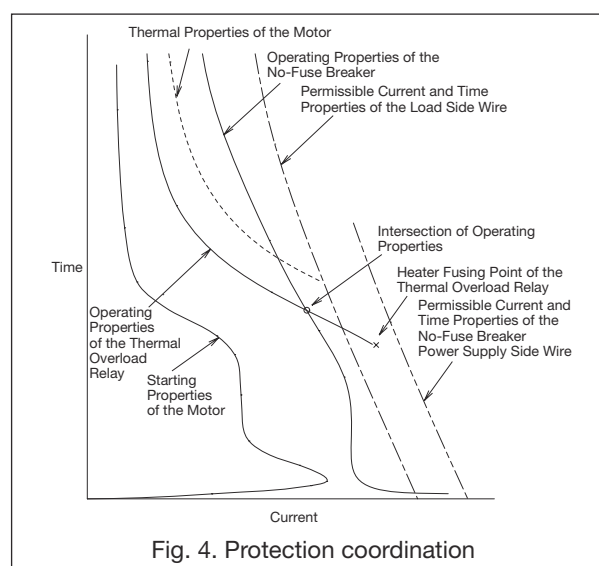 Thermal Properties of the Motor
Operating Properties of the
No-Fuse Breaker
Permissible Current and Time
Properties of the Load Side Wire
Intersection of Operating
Properties
Time
Heater Fusing Point of the
Thermal Overload Relay
Permissible Current and
Time Properties of the
No-Fuse Breaker
Power Supply Side Wire
Operating
Properties
of the Thermal
Overload
Relay
Starting
Properties
of the Motor
Current
Fig. 4. Protection coordination